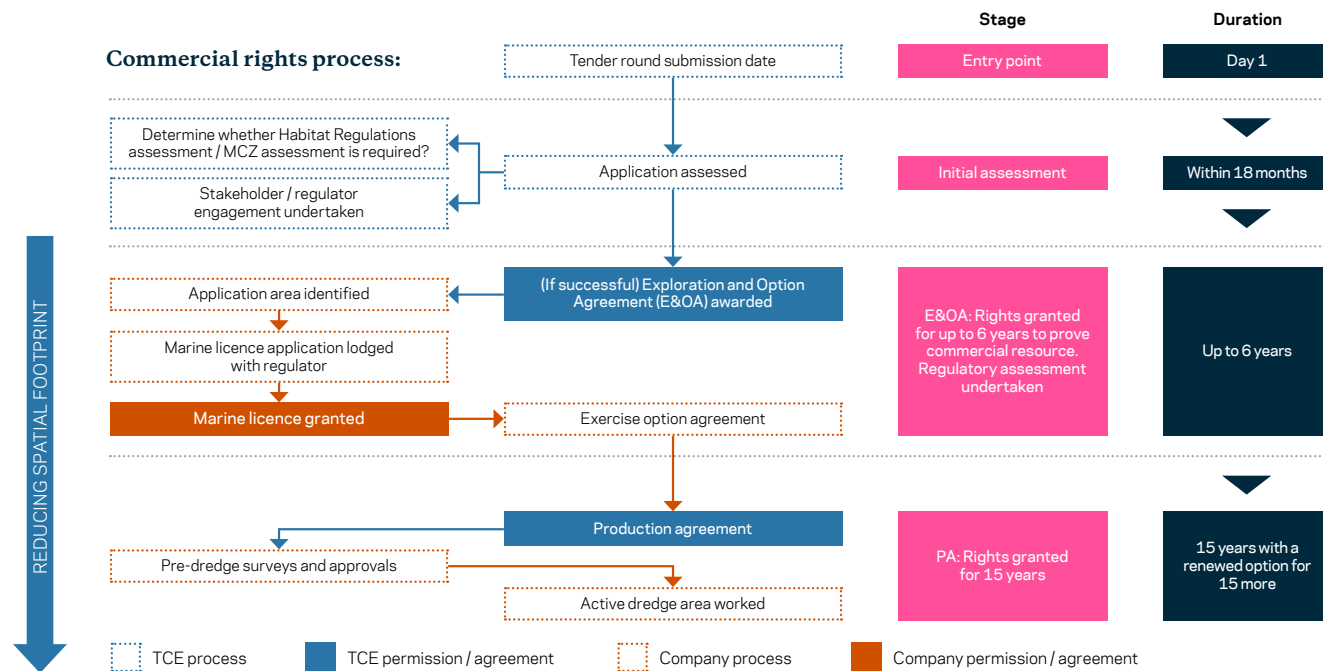 Stage
Duration
Commercial rights process:
Tender round submission date
Entry point
Day 1
Determine whether Habitat Regulations
assessment / MCZ assessment is required?
Application assessed
Initial assessment
Within 18 months
Stakeholder / regulator
engagement undertaken
REDUCING SPATIAL FOOTPRINT
Application area identified
(If successful) Exploration and Option
Agreement (E&OA) awarded
E&OA: Rights granted
for up to 6 years to prove
commercial resource.
Regulatory assessment
undertaken
Up to 6 years
Marine licence application lodged
with regulator
Marine licence granted
Exercise option agreement
Production agreement
PA: Rights granted
for 15 years
15 years with a
renewed option for
15 more
Pre-dredge surveys and approvals
Active dredge area worked
TCE process
TCE permission / agreement
Company process
Company permission / agreement